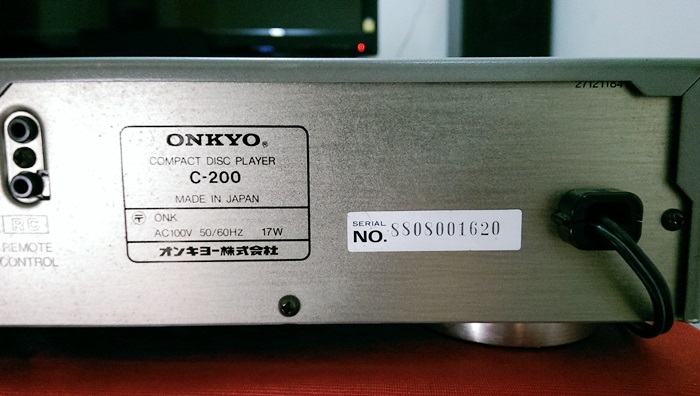 27121184
ONKYO®
COMPACT DISC PLAYER
C-200
MADE IN JAPAN
〒 ONK
AC100V 50/60HZ 17W
オンキヨー株式会社
SERIAL
NO. 8808001620
RC
REMOTE
CONTROL